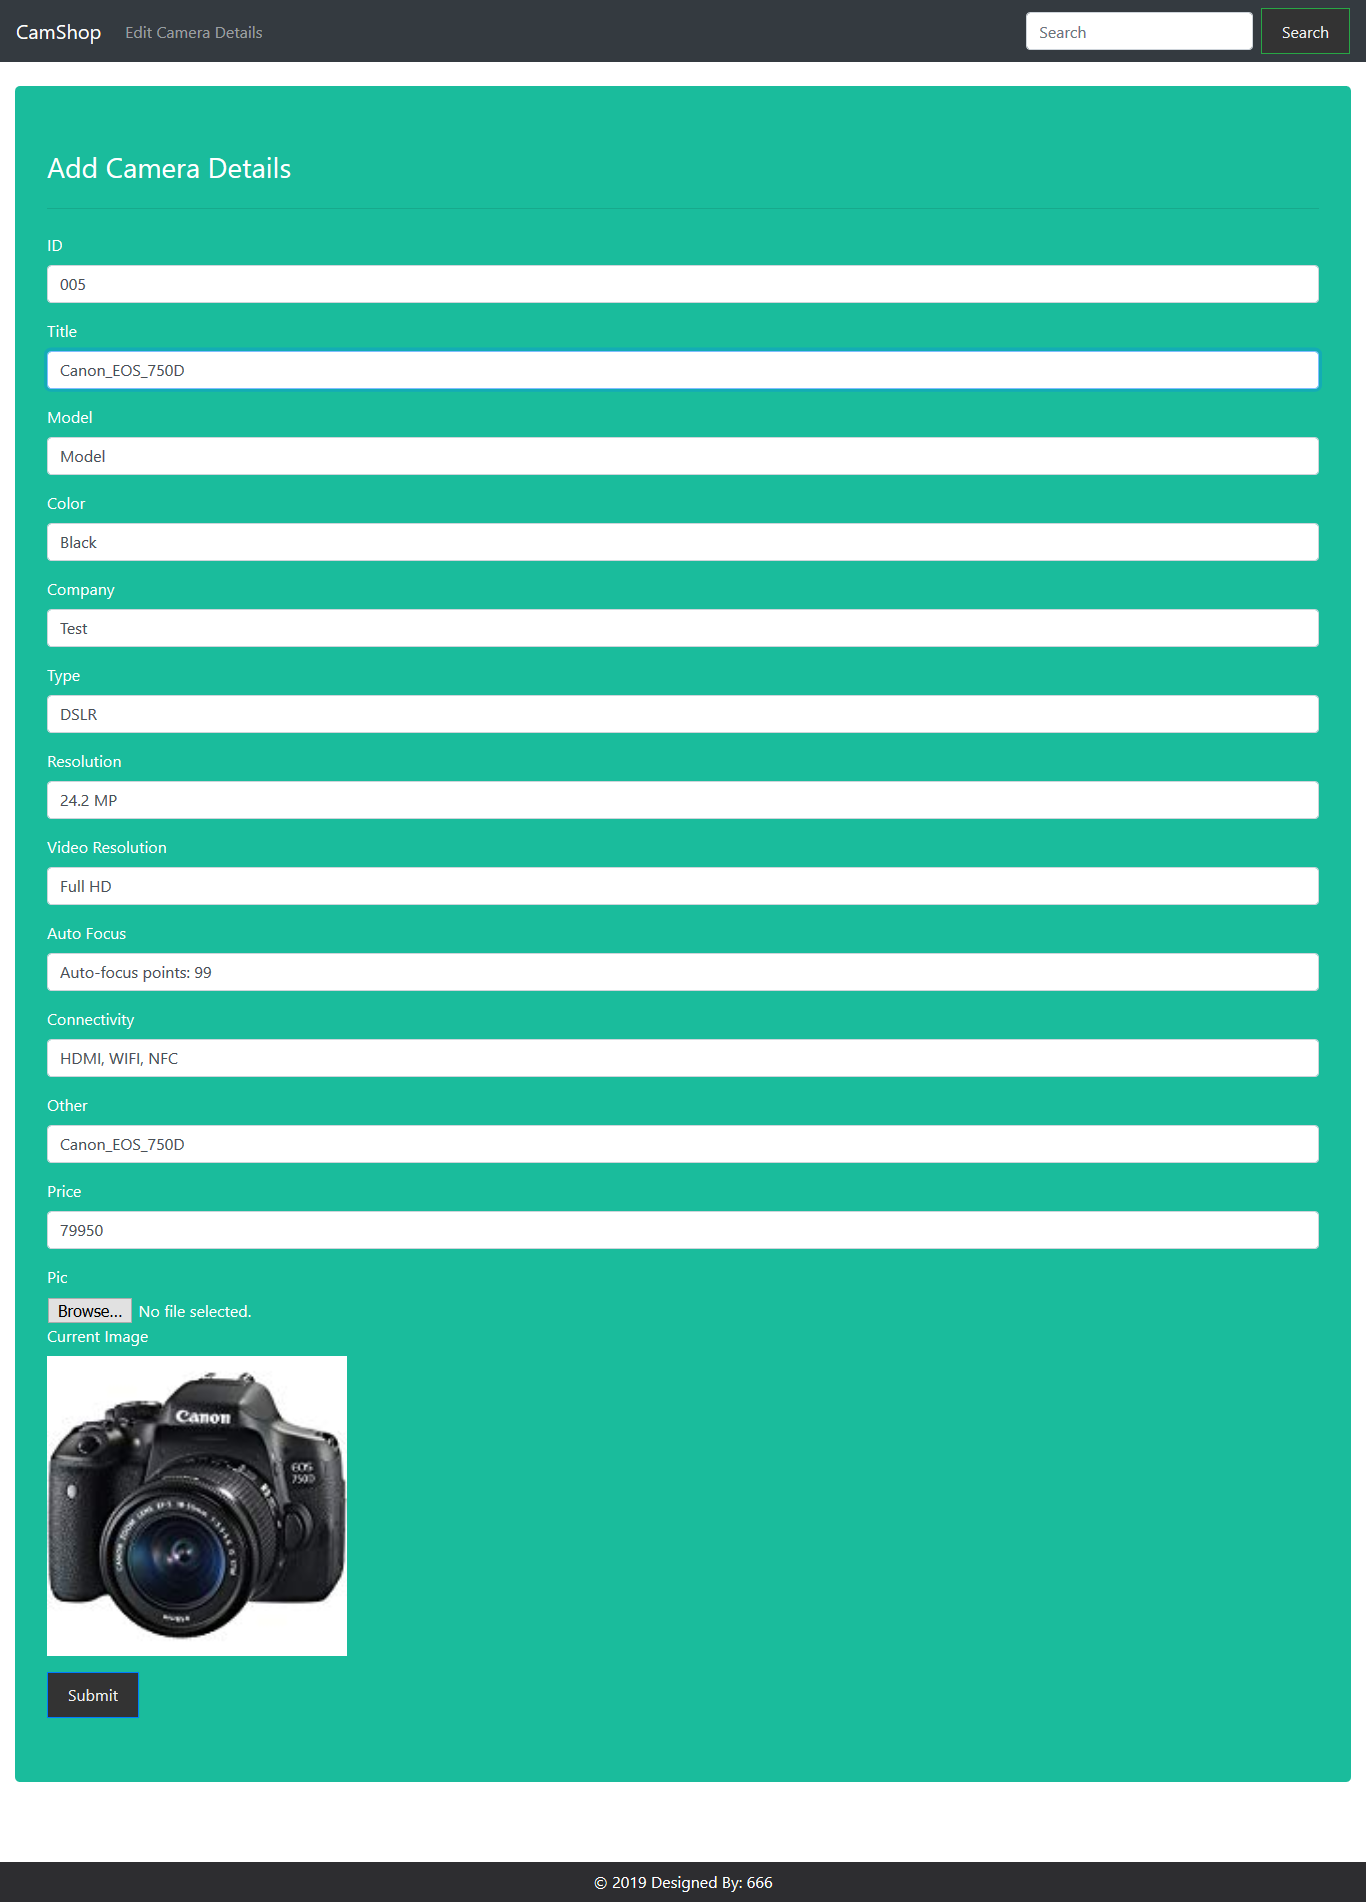 CamShop Edit Camera Details Search Search
Add Camera Details
ID
005
Title
Canon_EOS_750D
Model
Model
Color
Black
Company
Test
Type
DSLR
Resolution
24.2 MP
Video Resolution
Full HD
Auto Focus
Auto-focus points: 99
Connectivity
HDMI, WIFI, NFC
Other
Canon_EOS_750D
Price
79950
Pic
Browse... No file selected.
Current Image
Canon
EOS
750D
Submit
© 2019 Designed By: 666